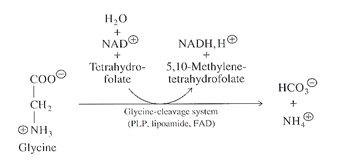 H₂O
+
NAD⊕ NADH, H⊕
+ +
Tetrahydro- 5,10-Methylene-
folate tetrahydrofolate
COO⊖
CH₂
⊕NH₃
Glycine
Glycine-cleavage system
(PLP, lipoamide, FAD)
HCO₃⊖
+
NH₄⊕